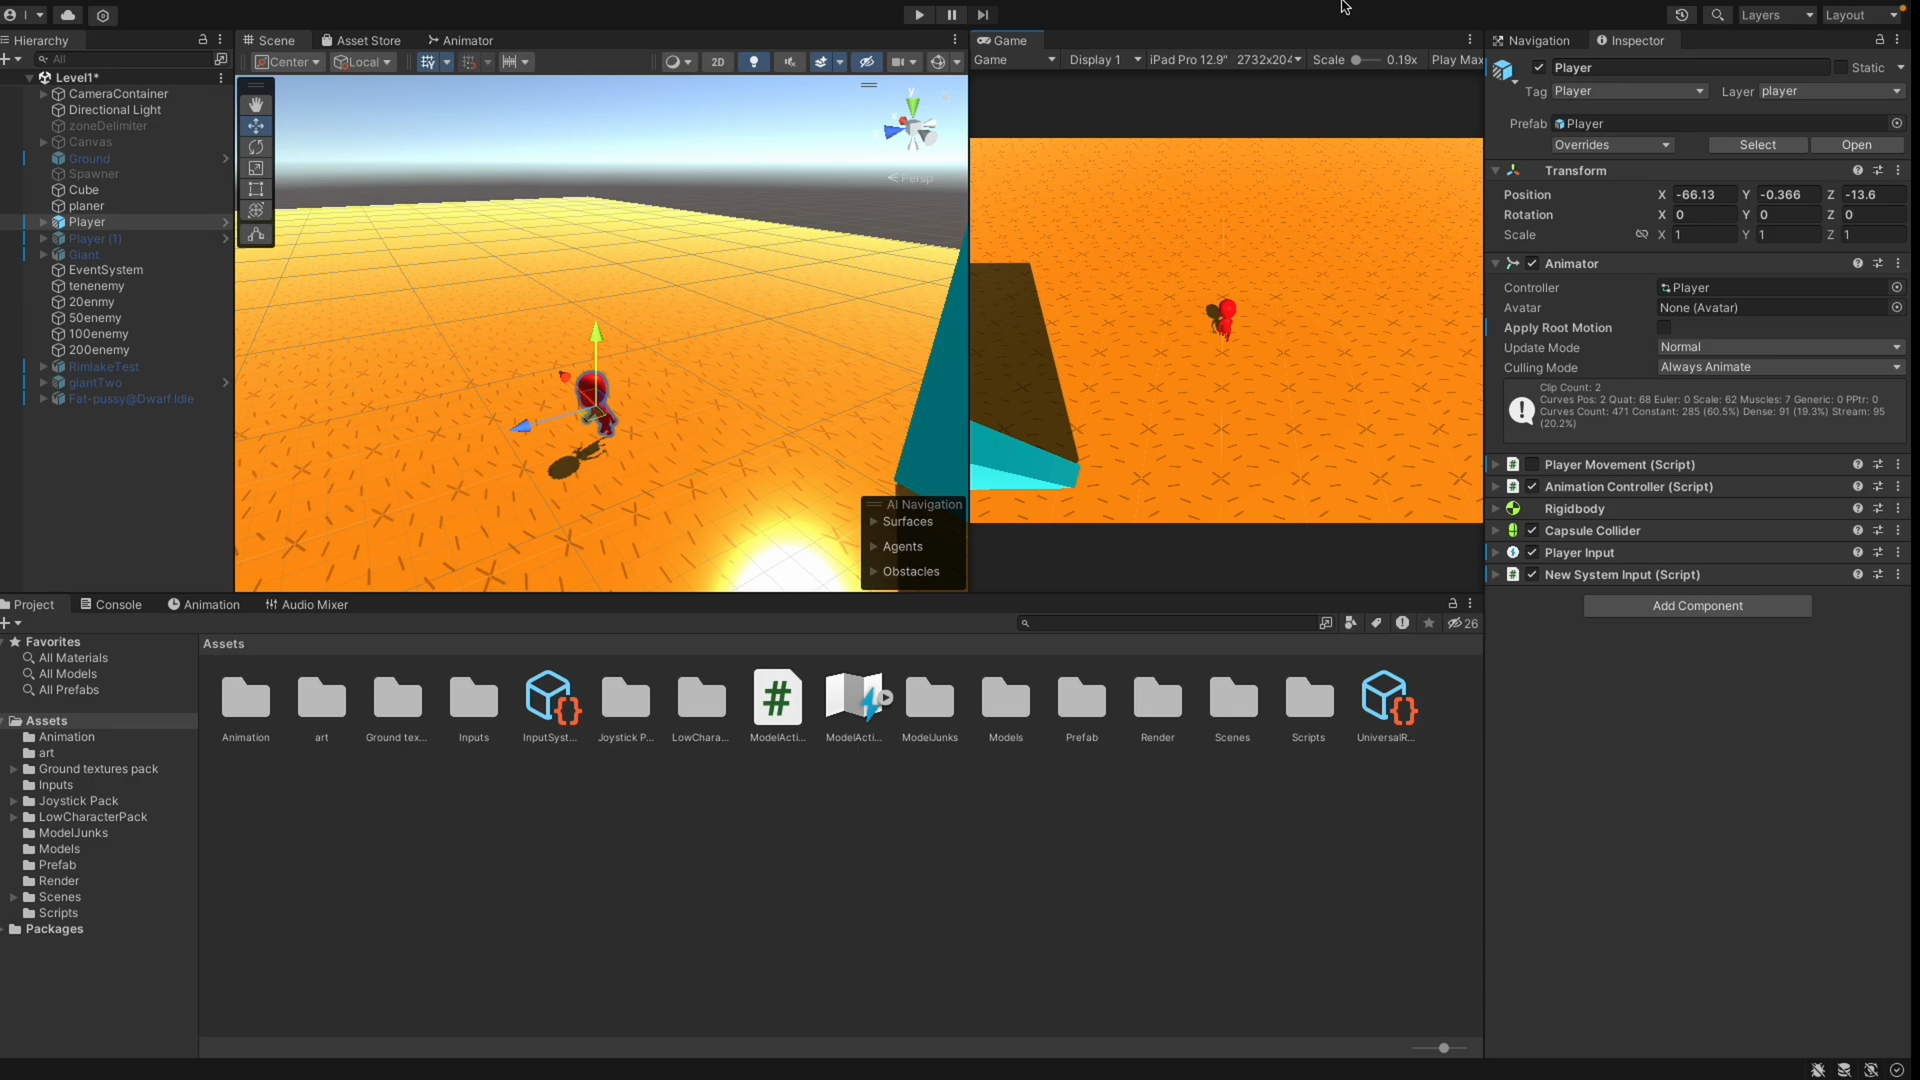 Layers
Layout
Hierarchy
Scene
Asset Store
Animator
Game
Navigation
Inspector
All
Center
Local
2D
Game
Display 1
iPad Pro 12.9" 2732x204
Scale
0.19x
Play Max
Level1*
CameraContainer
Directional Light
zoneDelimiter
Canvas
Ground
Spawner
Cube
planer
Player
Player (1)
Giant
EventSystem
tenenemy
20enmy
50enemy
100enemy
200enemy
RimlakeTest
giantTwo
Fat-pussy@Dwarf Idle
y
x
Persp
AI Navigation
Surfaces
Agents
Obstacles
Player
Static
Tag Player
Layer player
Prefab Player
Overrides
Select
Open
Transform
Position X -66.13 Y -0.366 Z -13.6
Rotation X 0 Y 0 Z 0
Scale X 1 Y 1 Z 1
Animator
Controller Player
Avatar None (Avatar)
Apply Root Motion
Update Mode Normal
Culling Mode Always Animate
Clip Count: 2
Curves Pos: 2 Quat: 68 Euler: 0 Scale: 62 Muscles: 7 Generic: 0 PPtr: 0
Curves Count: 471 Constant: 285 (60.5%) Dense: 91 (19.3%) Stream: 95
(20.2%)
Player Movement (Script)
Animation Controller (Script)
Rigidbody
Capsule Collider
Player Input
New System Input (Script)
Add Component
Project
Console
Animation
Audio Mixer
26
Favorites
All Materials
All Models
All Prefabs
Assets
Animation
art
Ground textures pack
Inputs
Joystick Pack
LowCharacterPack
ModelJunks
Models
Prefab
Render
Scenes
Scripts
Packages
Assets
Animation
art
Ground tex...
Inputs
InputSyst...
Joystick P...
LowChara...
ModelActi...
ModelActi...
ModelJunks
Models
Prefab
Render
Scenes
Scripts
UniversalR...